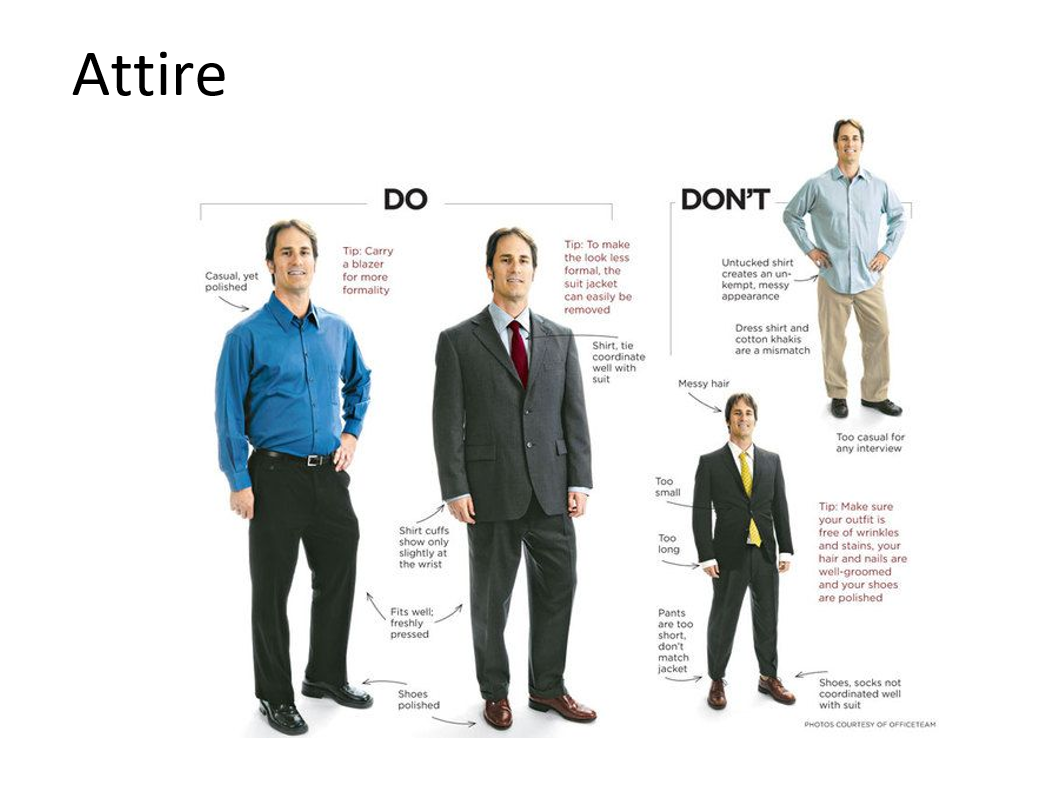 Attire
DO
Tip: Carry
a blazer
for more
formality
Casual, yet
polished
Tip: To make
the look less
formal, the
suit jacket
can easily be
removed
Shirt, tie
coordinate
well with
suit
Shirt cuffs
show only
slightly at
the wrist
Fits well;
freshly
pressed
Shoes
polished
DON'T
Untucked shirt
creates an un-
kempt, messy
appearance
Dress shirt and
cotton khakis
are a mismatch
Too casual for
any interview
Messy hair
Too
small
Too
long
Pants
are too
short,
don't
match
jacket
Tip: Make sure
your outfit is
free of wrinkles
and stains, your
hair and nails are
well-groomed
and your shoes
are polished
Shoes, socks not
coordinated well
with suit
PHOTOS COURTESY OF OFFICETEAM